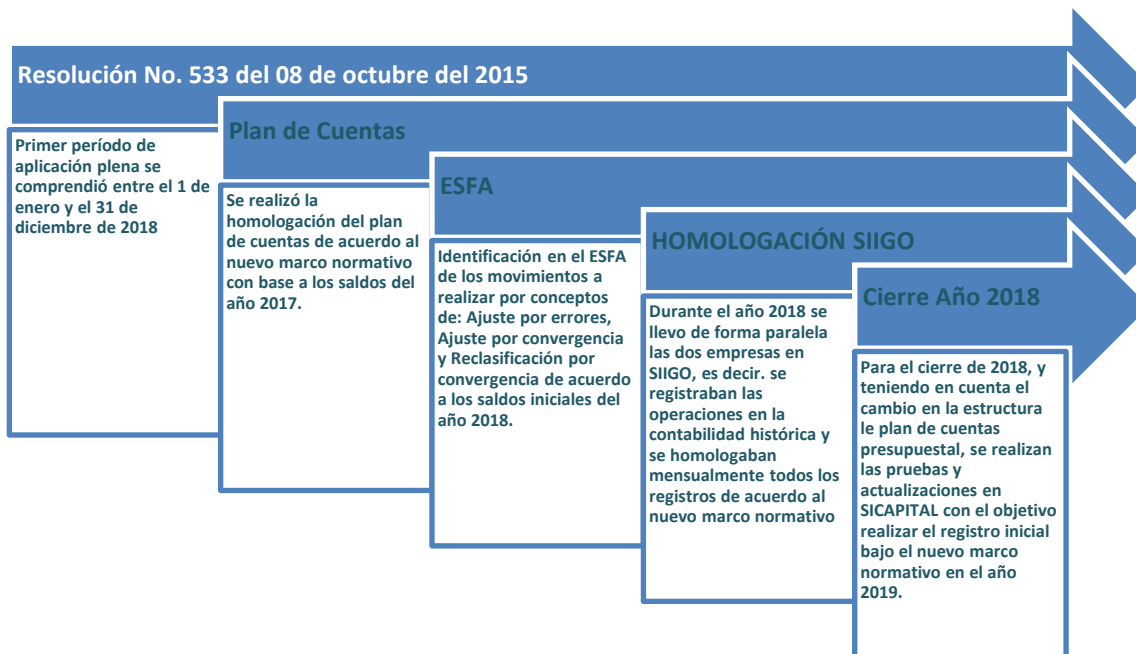 Resolución No. 533 del 08 de octubre del 2015
Primer período de
aplicación plena se
comprendió entre el 1 de
enero y el 31 de
diciembre de 2018
Plan de Cuentas
Se realizó la
homologación del plan
de cuentas de acuerdo al
nuevo marco normativo
con base a los saldos del
año 2017.
ESFA
Identificación en el ESFA
de los movimientos a
realizar por conceptos
de: Ajuste por errores,
Ajuste por convergencia
y Reclasificación por
convergencia de acuerdo
a los saldos iniciales del
año 2018.
HOMOLOGACIÓN SIIGO
Durante el año 2018 se
llevo de forma paralela
las dos empresas en
SIIGO, es decir. se
registraban las
operaciones en la
contabilidad histórica y
se homologaban
mensualmente todos los
registros de acuerdo al
nuevo marco normativo
Cierre Año 2018
Para el cierre de 2018, y
teniendo en cuenta el
cambio en la estructura
le plan de cuentas
presupuestal, se realizan
las pruebas y
actualizaciones en
SICAPITAL con el objetivo
realizar el registro inicial
bajo el nuevo marco
normativo en el año
2019.